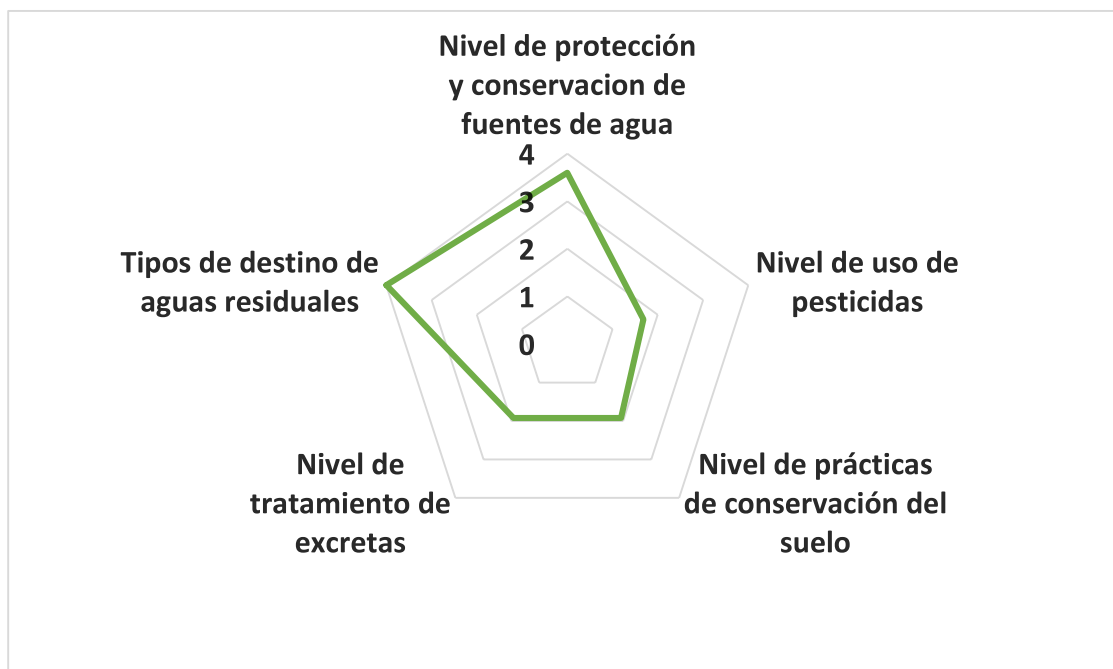 Nivel de protección
y conservacion de
fuentes de agua
4
3
2
1
0
Tipos de destino de
aguas residuales
Nivel de uso de
pesticidas
Nivel de
tratamiento de
excretas
Nivel de prácticas
de conservación del
suelo